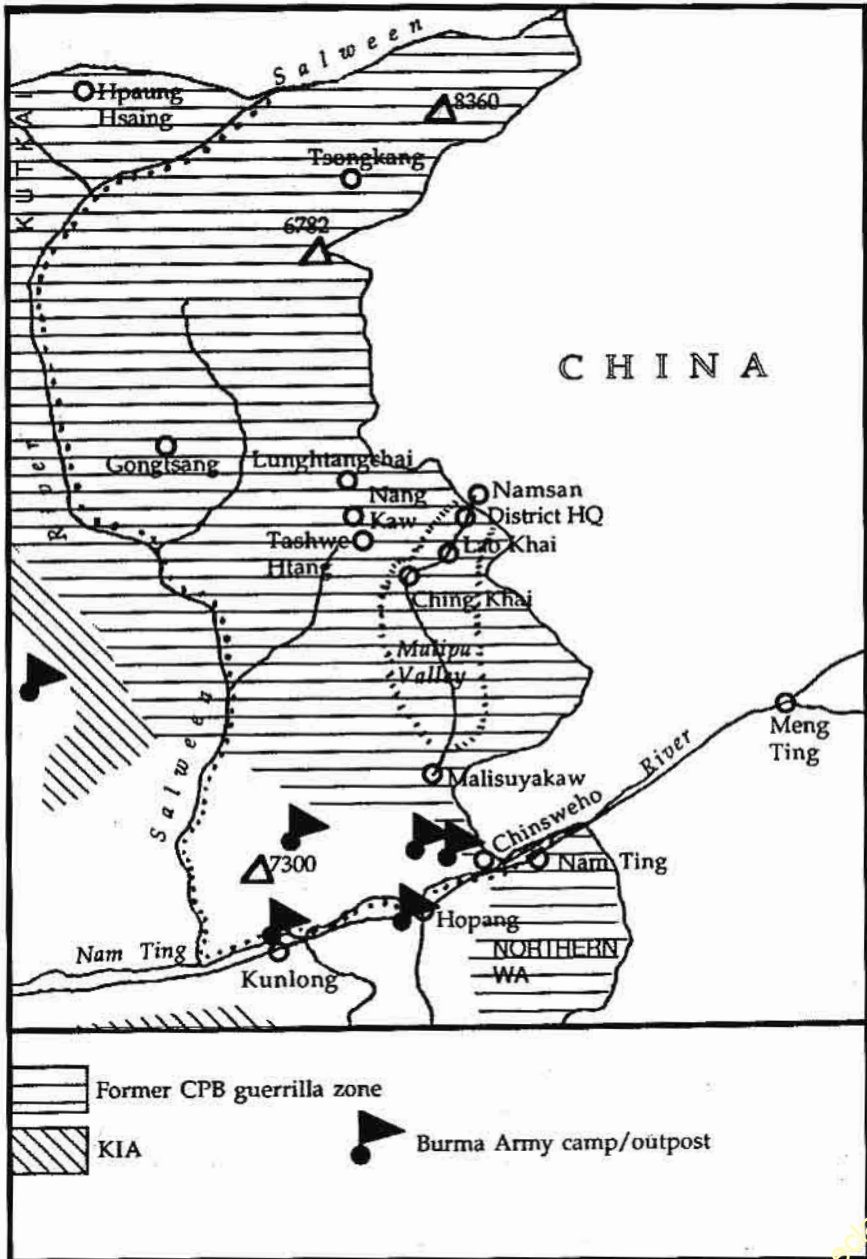 Salween
Hpaung
Hsaing
8360
KUTKAI
Tsongkang
6782
CHINA
River
Gongtsang
Lunghtangchai
Nang
Kaw
Namsan
District HQ
Tashwe
Htang
Lao Khai
Ching Khai
Mulipu
Valley
Meng
Ting
Salween
Malisuyakaw
River
Chinsweho
7300
Nam Ting
Hopang
Nam Ting
Kunlong
NORTHERN
WA
Former CPB guerrilla zone
KIA
Burma Army camp/outpost